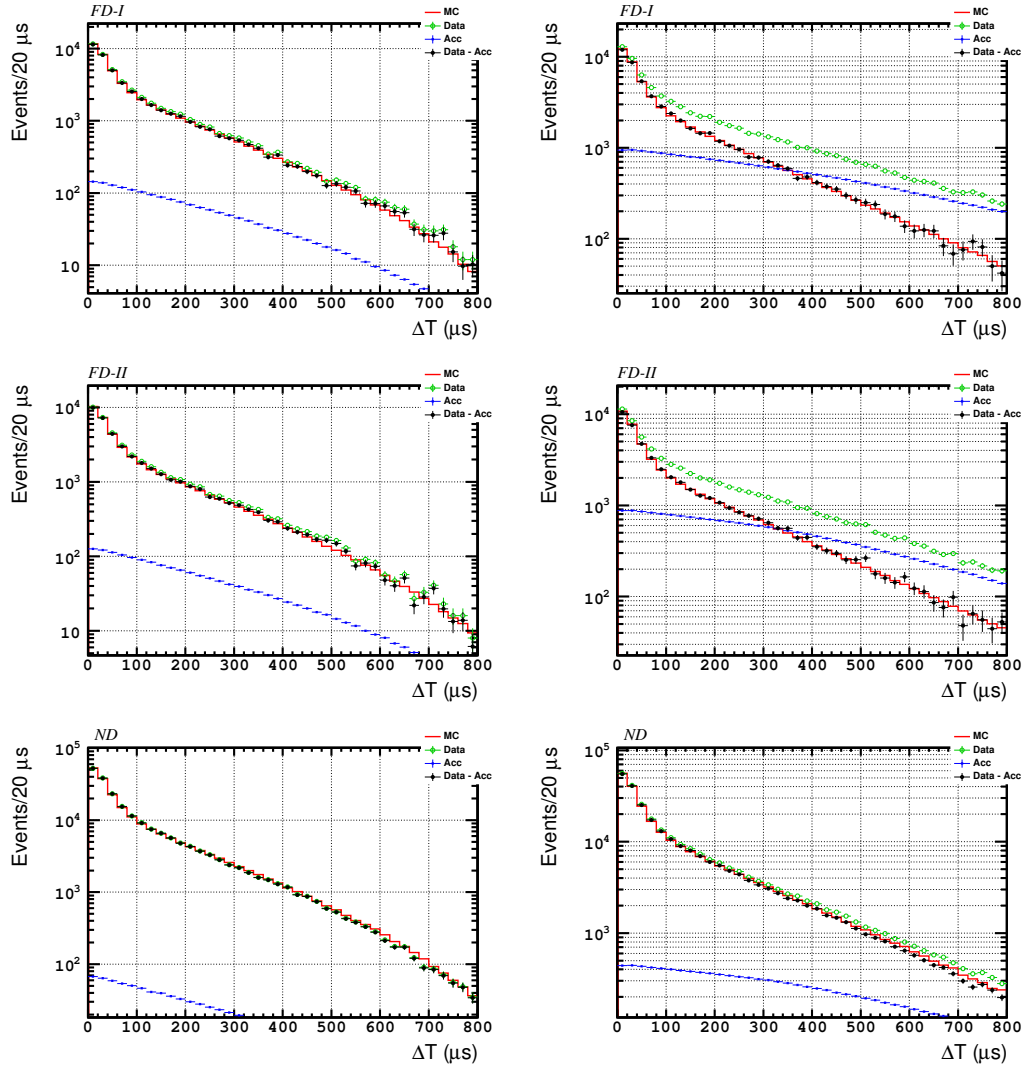 FD-I
MC
Data
Acc
Data - Acc
Events/20 μs
10⁴
10³
10²
10
0 100 200 300 400 500 600 700 800
ΔT (μs)
FD-I
MC
Data
Acc
Data - Acc
Events/20 μs
10⁴
10³
10²
0 100 200 300 400 500 600 700 800
ΔT (μs)
FD-II
MC
Data
Acc
Data - Acc
Events/20 μs
10⁴
10³
10²
10
0 100 200 300 400 500 600 700 800
ΔT (μs)
FD-II
MC
Data
Acc
Data - Acc
Events/20 μs
10⁴
10³
10²
0 100 200 300 400 500 600 700 800
ΔT (μs)
ND
MC
Data
Acc
Data - Acc
Events/20 μs
10⁵
10⁴
10³
10²
0 100 200 300 400 500 600 700 800
ΔT (μs)
ND
MC
Data
Acc
Data - Acc
Events/20 μs
10⁵
10⁴
10³
0 100 200 300 400 500 600 700 800
ΔT (μs)